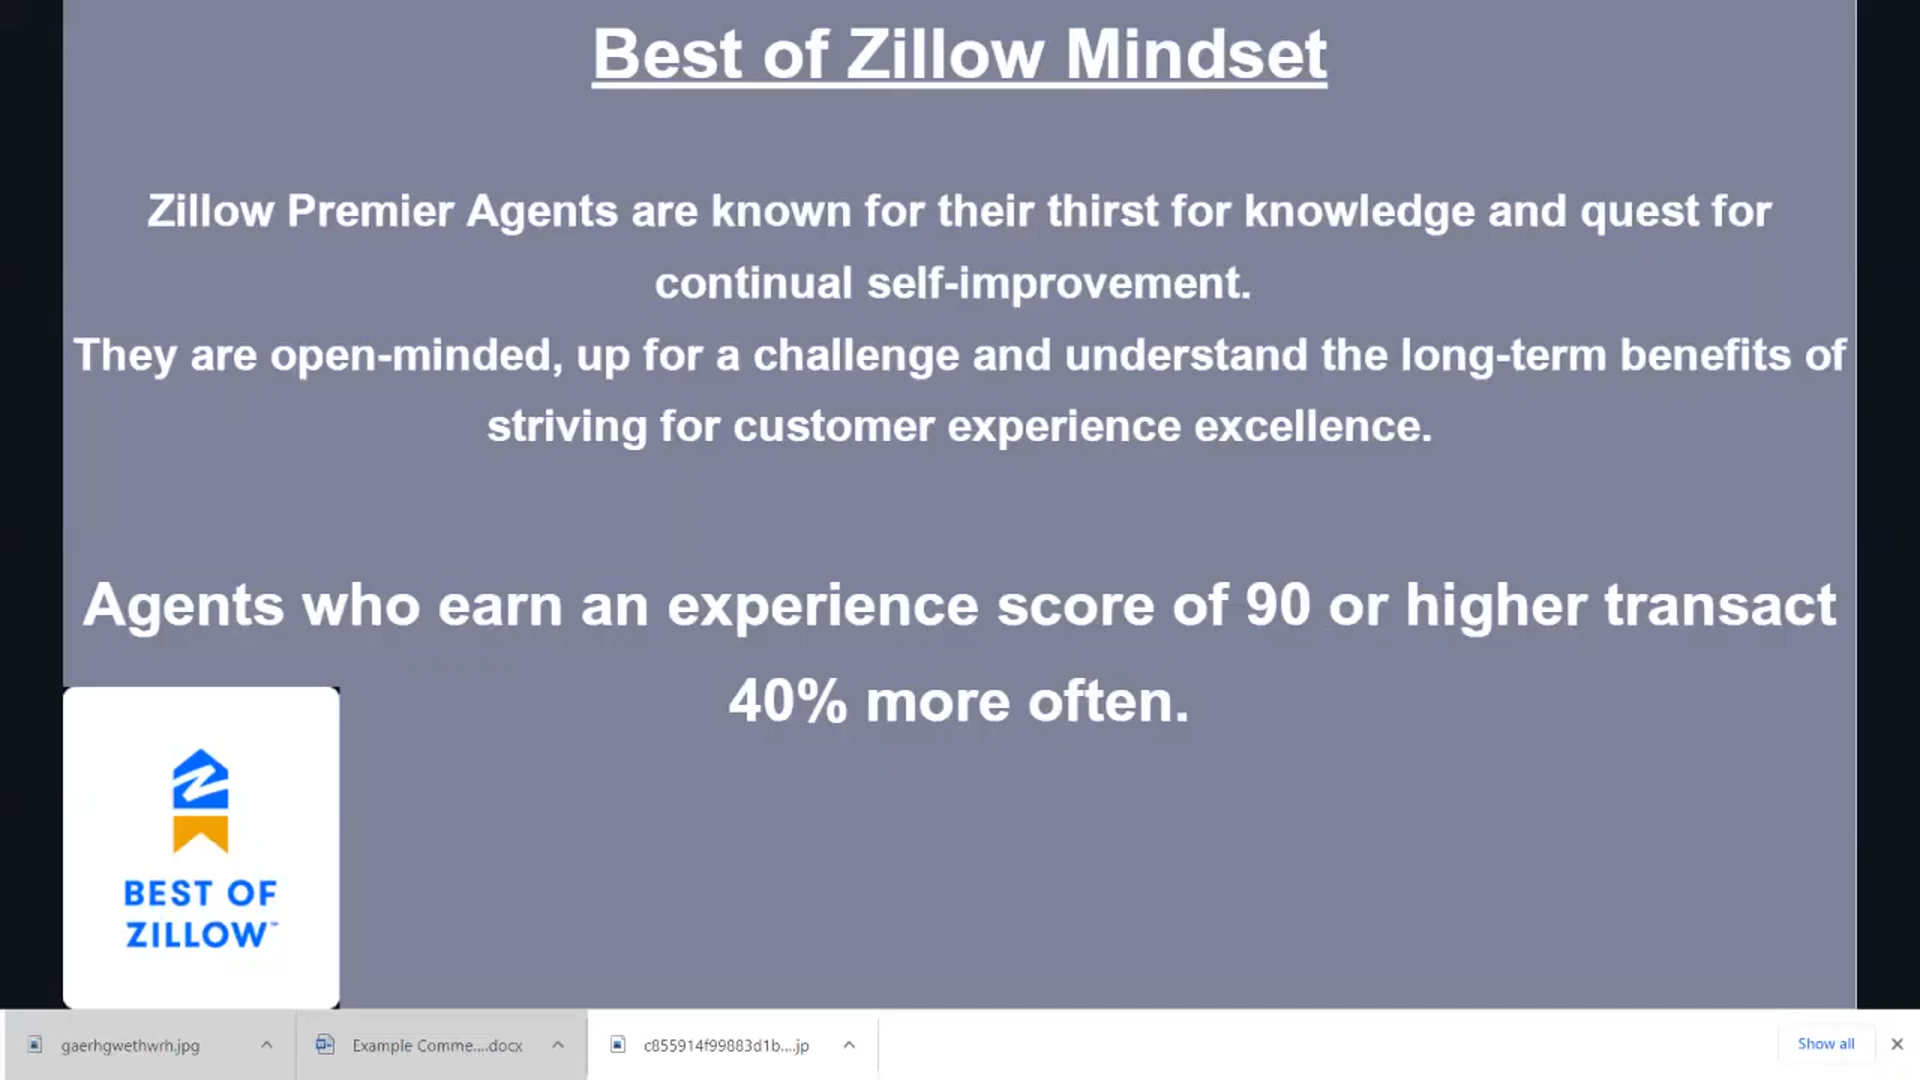 Best of Zillow Mindset
Zillow Premier Agents are known for their thirst for knowledge and quest for
continual self-improvement.
They are open-minded, up for a challenge and understand the long-term benefits of
striving for customer experience excellence.
Agents who earn an experience score of 90 or higher transact
40% more often.
BEST OF
ZILLOW™
gaerhgwethwrh.jpg
Example Comme....docx
c855914f99883d1b....jp
Show all